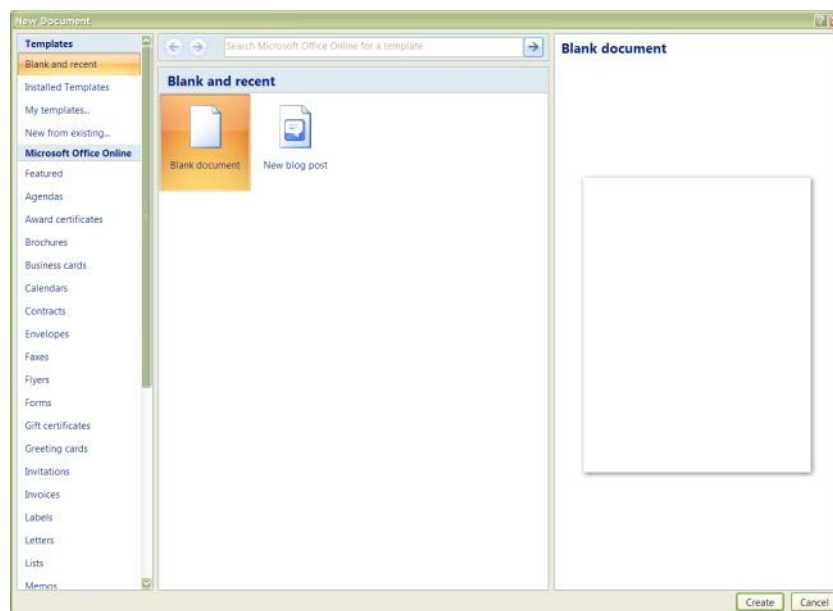 New Document
Templates
Blank and recent
Installed Templates
My templates...
New from existing...
Microsoft Office Online
Featured
Agendas
Award certificates
Brochures
Business cards
Calendars
Contracts
Envelopes
Faxes
Flyers
Forms
Gift certificates
Greeting cards
Invitations
Invoices
Labels
Letters
Lists
Memos
Search Microsoft Office Online for a template
Blank and recent
Blank document
New blog post
Blank document
Create
Cancel